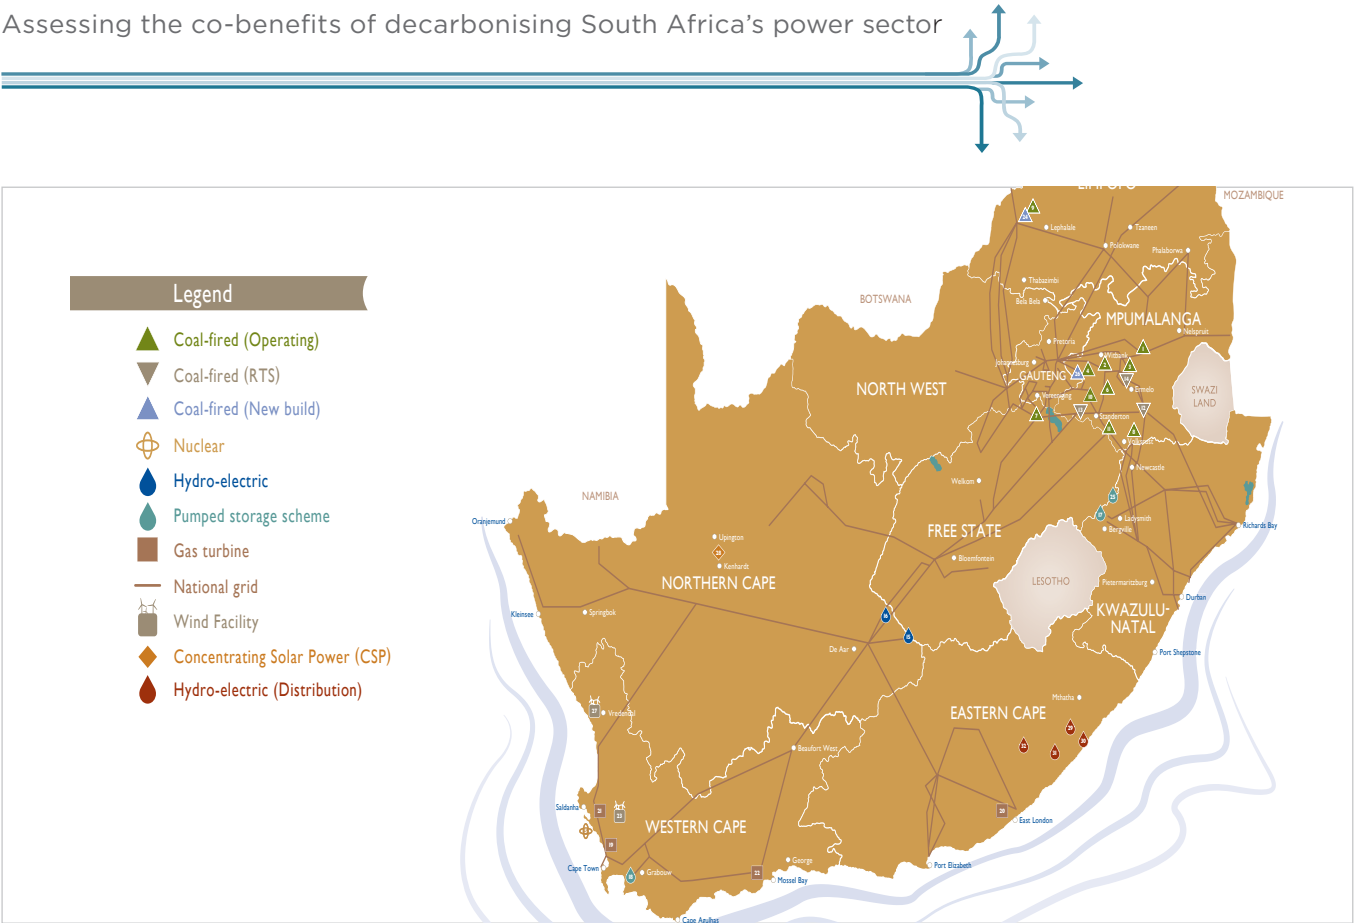 Assessing the co-benefits of decarbonising South Africa's power sector
MOZAMBIQUE
Lephalale
Tzaneen
Polokwane
Phalaborwa
Thabazimbi
Bela Bela
BOTSWANA
Legend
Coal-fired (Operating)
Coal-fired (RTS)
Coal-fired (New build)
Nuclear
Hydro-electric
Pumped storage scheme
Gas turbine
National grid
Wind Facility
Concentrating Solar Power (CSP)
Hydro-electric (Distribution)
MPUMALANGA
Nelspruit
Pretoria
Johannesburg
Witbank
GAUTENG
NORTH WEST
Ermelo
SWAZI
LAND
Vereeniging
Standerton
Volksrust
Newcastle
Welkom
NAMIBIA
Oranjemund
Ladysmith
Bergville
Richards Bay
FREE STATE
Upington
Kenhardt
Bloemfontein
NORTHERN CAPE
LESOTHO
Pietermaritzburg
Durban
KWAZULU-
NATAL
Kleinsee
Springbok
De Aar
Port Shepstone
Mthatha
EASTERN CAPE
Vredendal
Beaufort West
Saldanha
WESTERN CAPE
East London
Cape Town
Grabouw
George
Mossel Bay
Port Elizabeth
Cape Agulhas